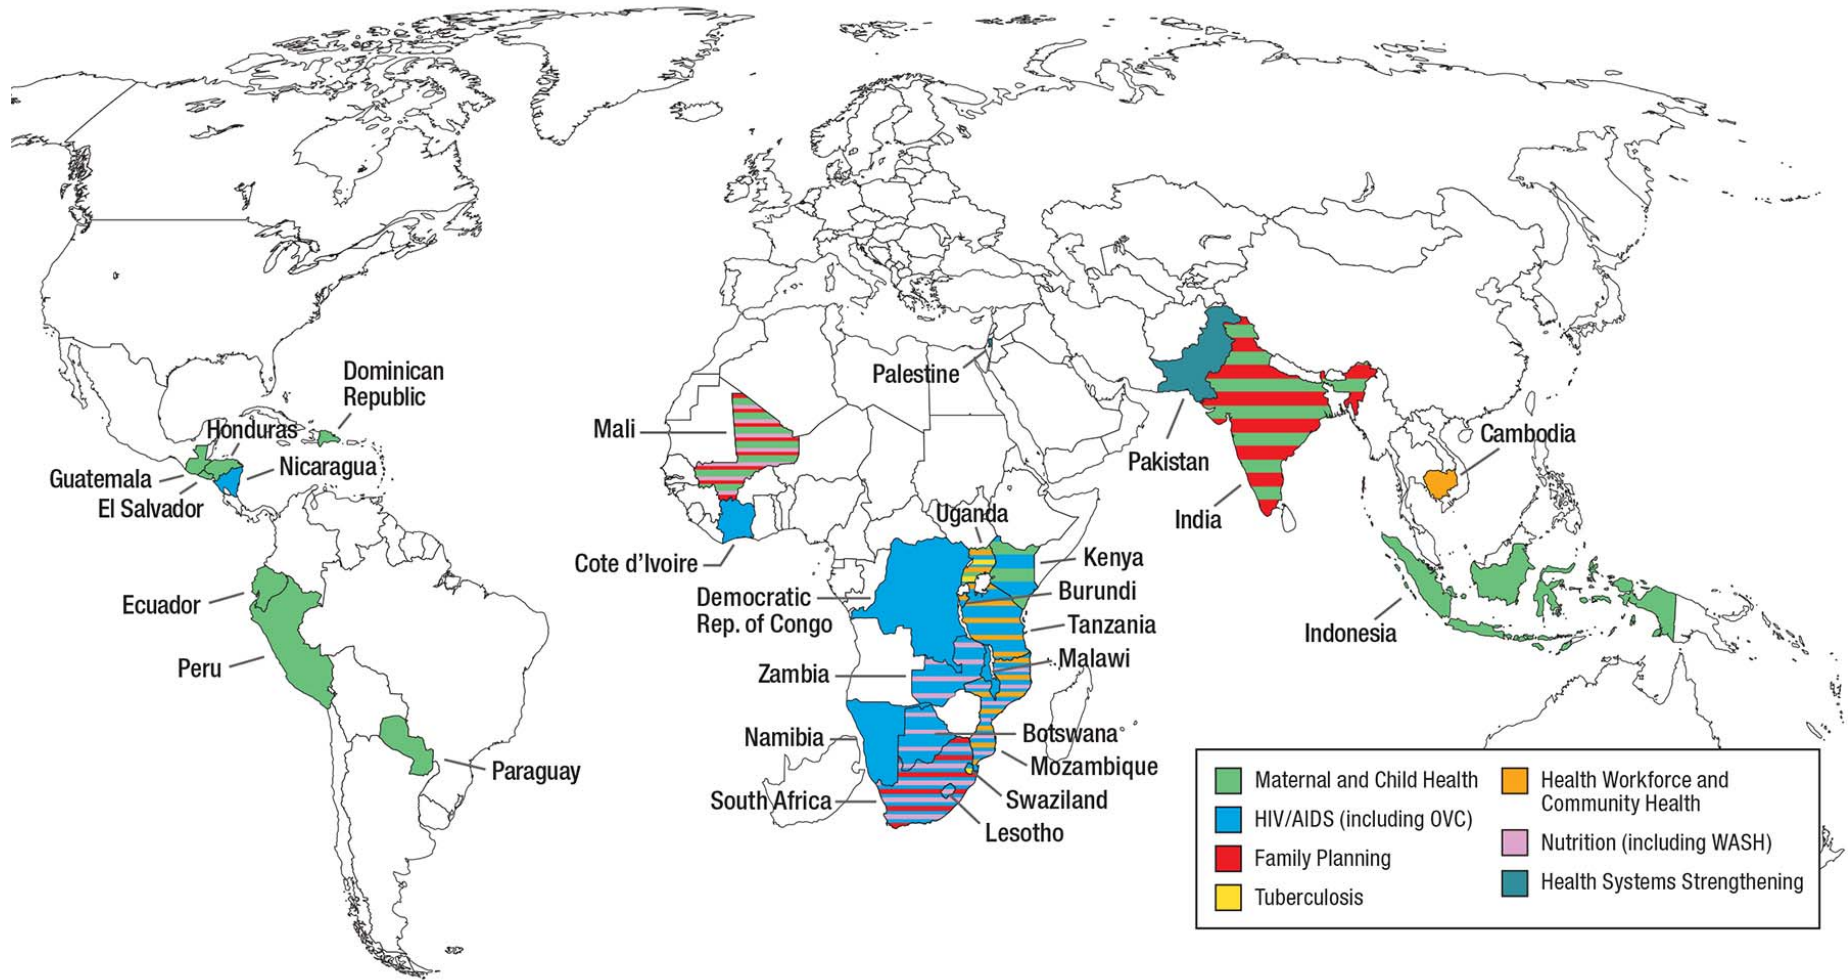 Dominican
Republic
Honduras
Guatemala
Nicaragua
El Salvador
Ecuador
Peru
Paraguay
Palestine
Mali
Cote d'Ivoire
Uganda
Kenya
Democratic
Rep. of Congo
Burundi
Tanzania
Malawi
Zambia
Namibia
Botswana
Mozambique
South Africa
Swaziland
Lesotho
Pakistan
India
Cambodia
Indonesia
Maternal and Child Health
HIV/AIDS (including OVC)
Family Planning
Tuberculosis
Health Workforce and
Community Health
Nutrition (including WASH)
Health Systems Strengthening